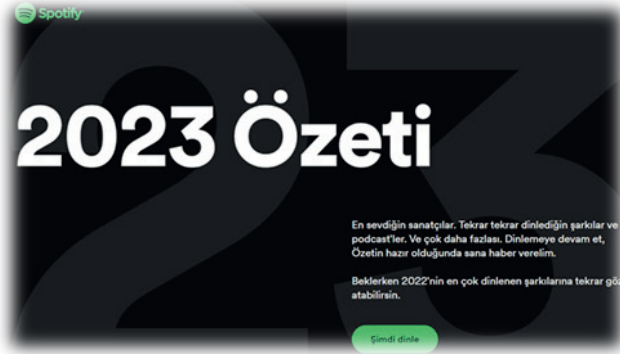 Spotify
2023 Özeti
En sevdiğin sanatçılar. Tekrar tekrar dinlediğin şarkılar ve
podcast'ler. Ve çok daha fazlası. Dinlemeye devam et,
Özetin hazır olduğunda sana haber verelim.
Beklerken 2022'nin en çok dinlenen şarkılarına tekrar göz
atabilirsin.
Şimdi dinle